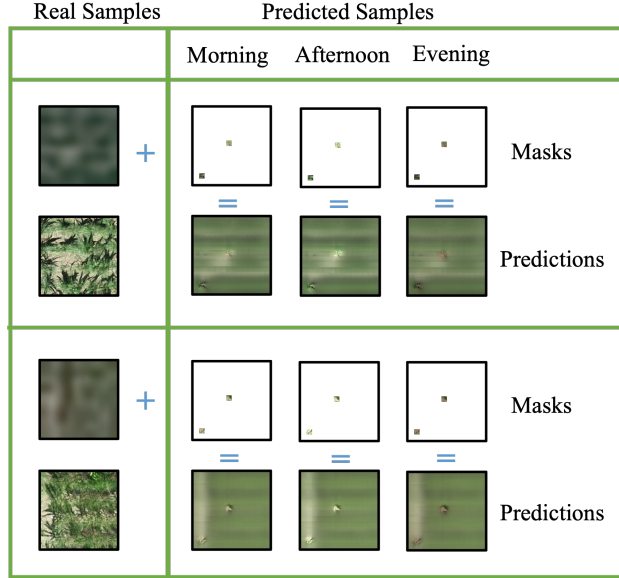 Real Samples Predicted Samples
Morning Afternoon Evening
+ Masks
= = =
Predictions
+ Masks
= = =
Predictions